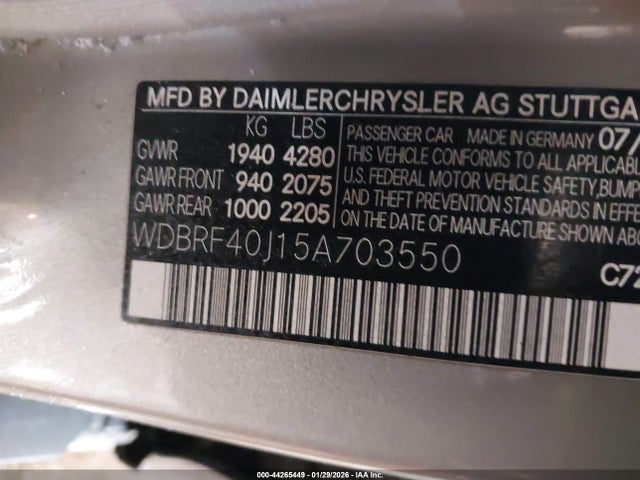 MFD BY DAIMLERCHRYSLER AG STUTTGA
KG LBS
GVWR 1940 4280
GAWR FRONT 940 2075
GAWR REAR 1000 2205
PASSENGER CAR MADE IN GERMANY 07/
THIS VEHICLE CONFORMS TO ALL APPLICABL
U.S. FEDERAL MOTOR VEHICLE SAFETY, BUMP
AND THEFT PREVENTION STANDARDS IN EFFE
ON THE DATE OF MANUFACTURE SHOWN
WDBRF40J15A703550
C72
000-44265449 - 01/29/2026 - IAA Inc.